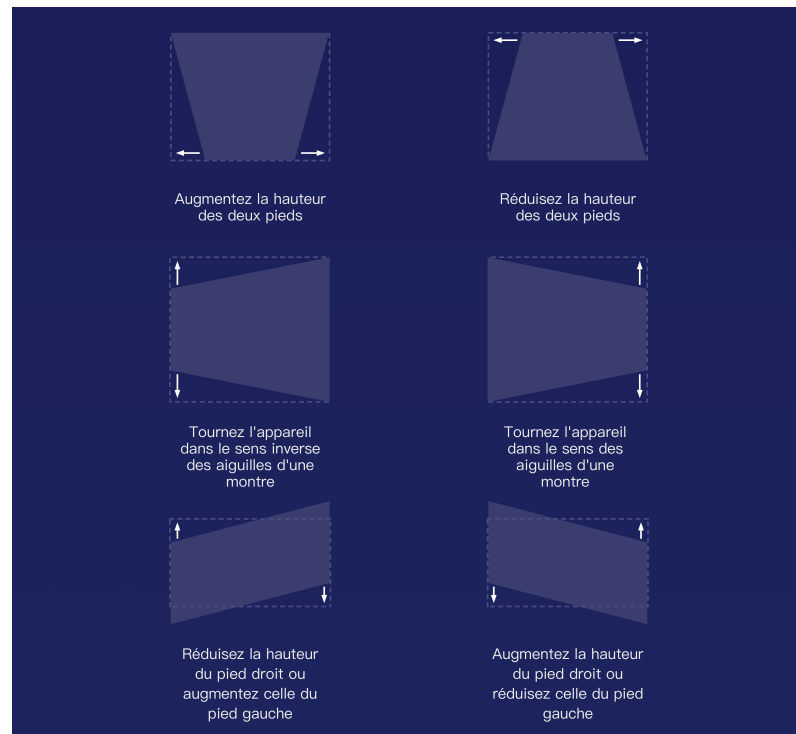 Augmentez la hauteur
des deux pieds
Réduisez la hauteur
des deux pieds
Tournez l'appareil
dans le sens inverse
des aiguilles d'une
montre
Tournez l'appareil
dans le sens des
aiguilles d'une
montre
Réduisez la hauteur
du pied droit ou
augmentez celle du
pied gauche
Augmentez la hauteur
du pied droit ou
réduisez celle du pied
gauche